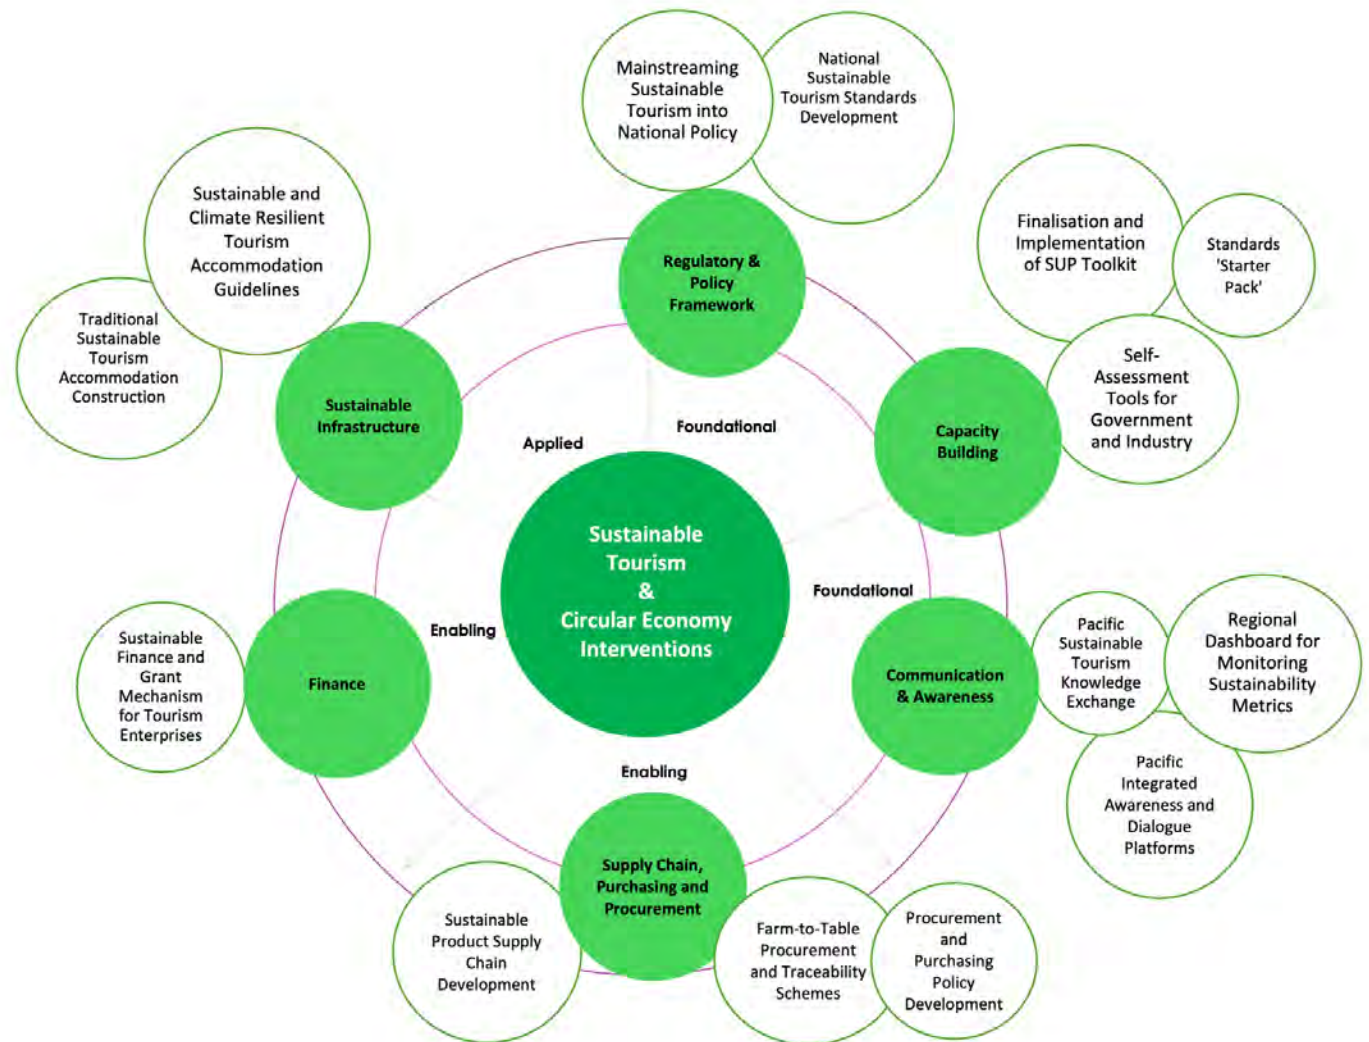 Mainstreaming
Sustainable
Tourism into
National Policy
National
Sustainable
Tourism Standards
Development
Sustainable and
Climate Resilient
Tourism
Accommodation
Guidelines
Traditional
Sustainable
Tourism
Accommodation
Construction
Regulatory &
Policy
Framework
Finalisation and
Implementation
of SUP Toolkit
Standards
'Starter
Pack'
Self-
Assessment
Tools for
Government
and Industry
Sustainable
Infrastructure
Applied
Foundational
Capacity
Building
Sustainable
Tourism
&
Circular Economy
Interventions
Foundational
Enabling
Sustainable
Finance and
Grant
Mechanism
for Tourism
Enterprises
Finance
Communication
& Awareness
Pacific
Sustainable
Tourism
Knowledge
Exchange
Regional
Dashboard for
Monitoring
Sustainability
Metrics
Pacific
Integrated
Awareness and
Dialogue
Platforms
Enabling
Supply Chain,
Purchasing and
Procurement
Sustainable
Product Supply
Chain
Development
Farm-to-Table
Procurement
and Traceability
Schemes
Procurement
and
Purchasing
Policy
Development